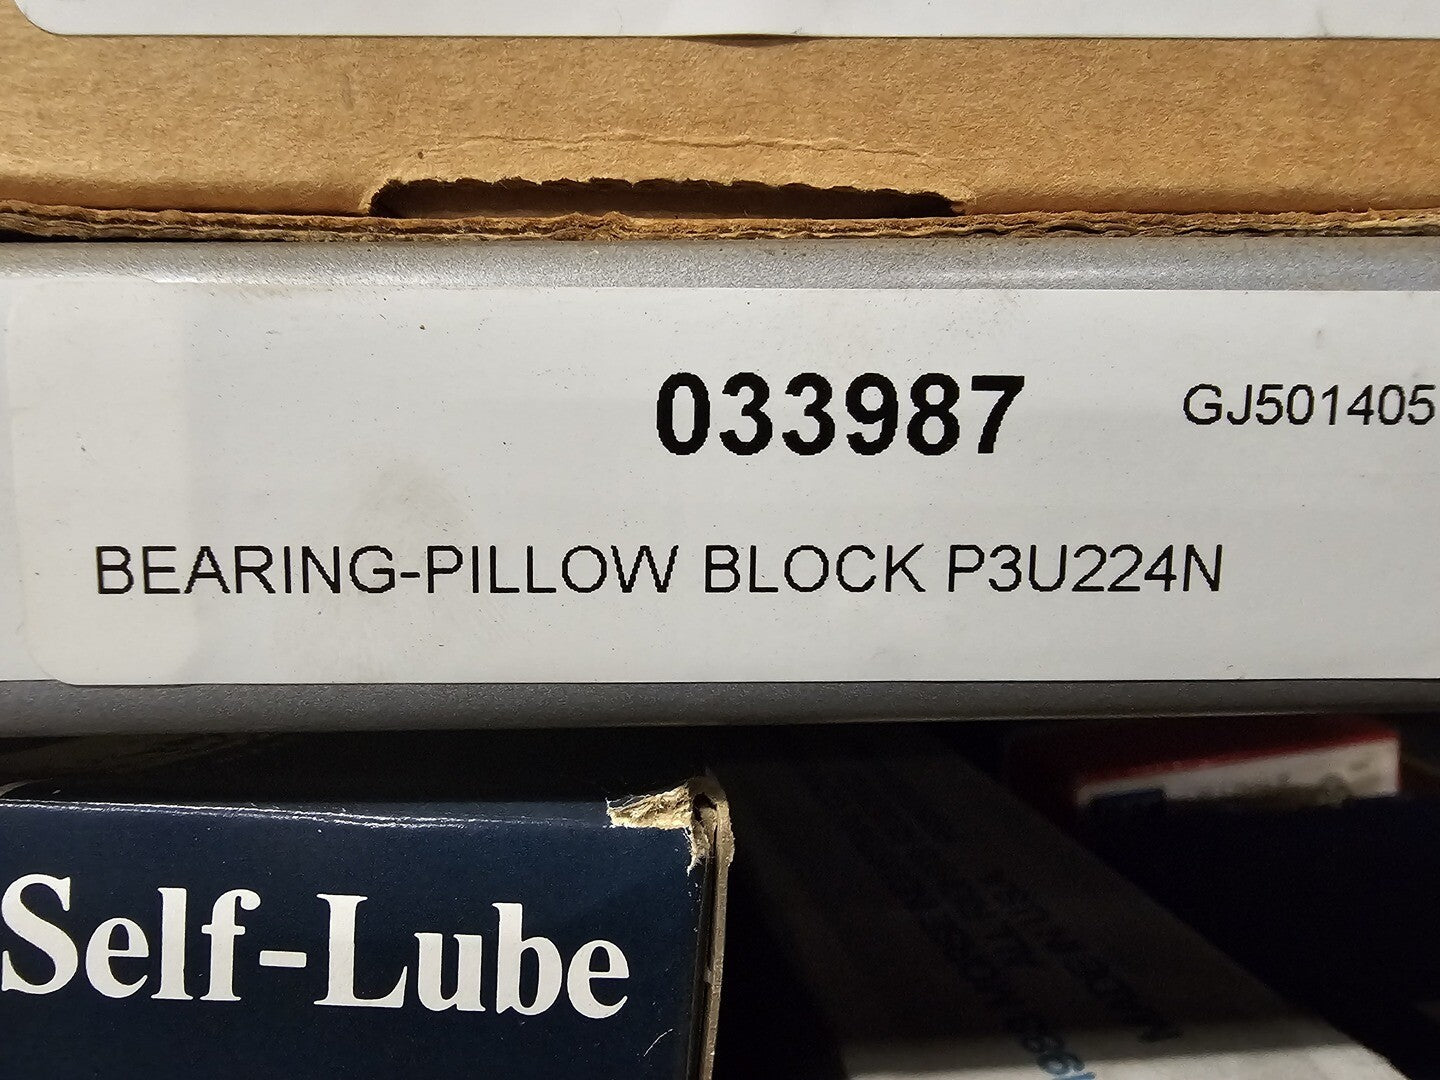 033987 GJ501405
BEARING-PILLOW BLOCK P3U224N
Self-Lube